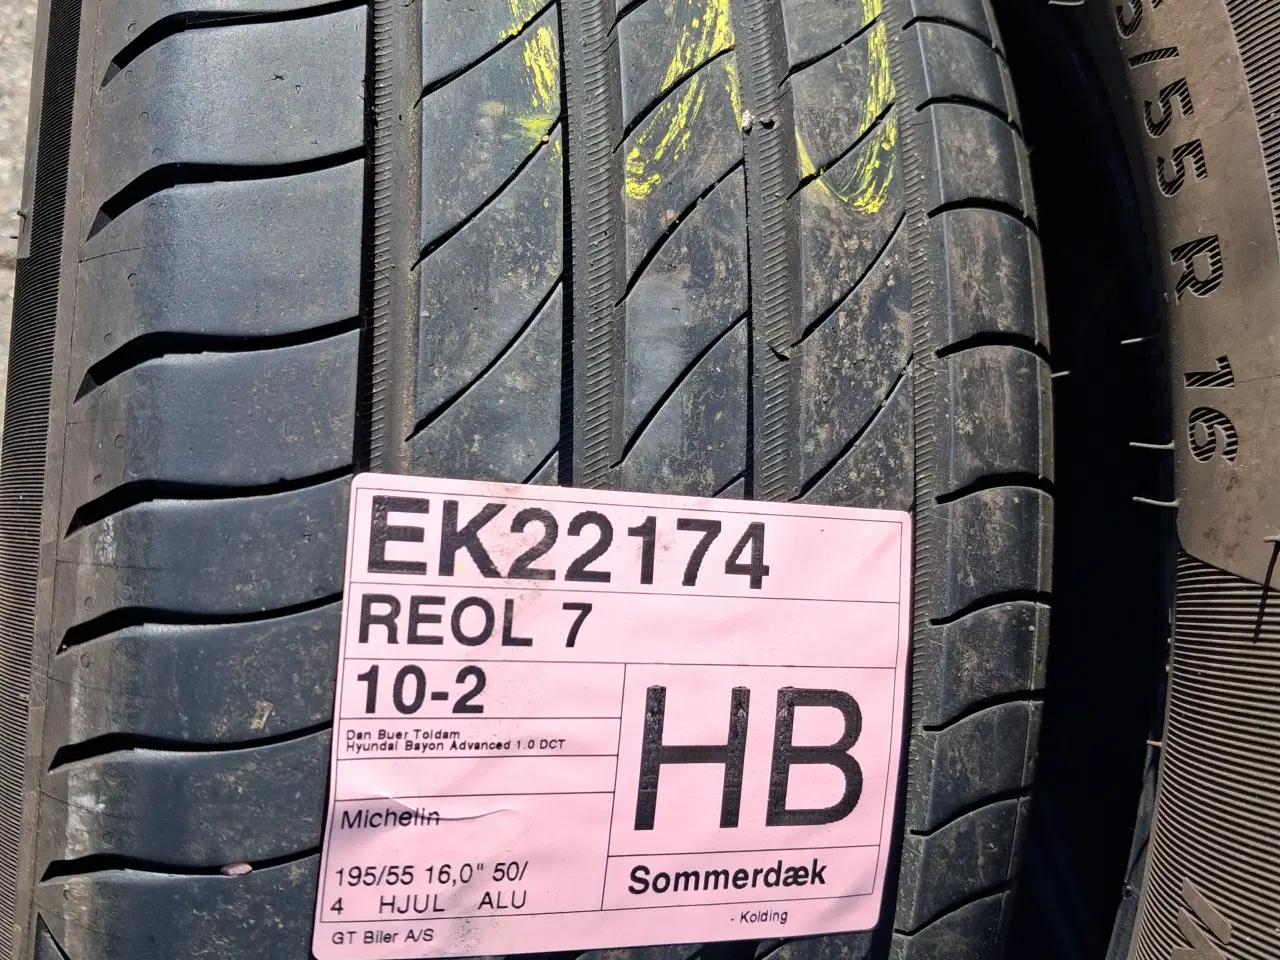 EK22174
REOL 7
10-2
Dan Buer Toldam
Hyundai Bayon Advanced 1.0 DCT
HB
Michelin
195/55 16,0" 50/
4 HJUL ALU
Sommerdæk
GT Biler A/S
- Kolding
5/55 R 16